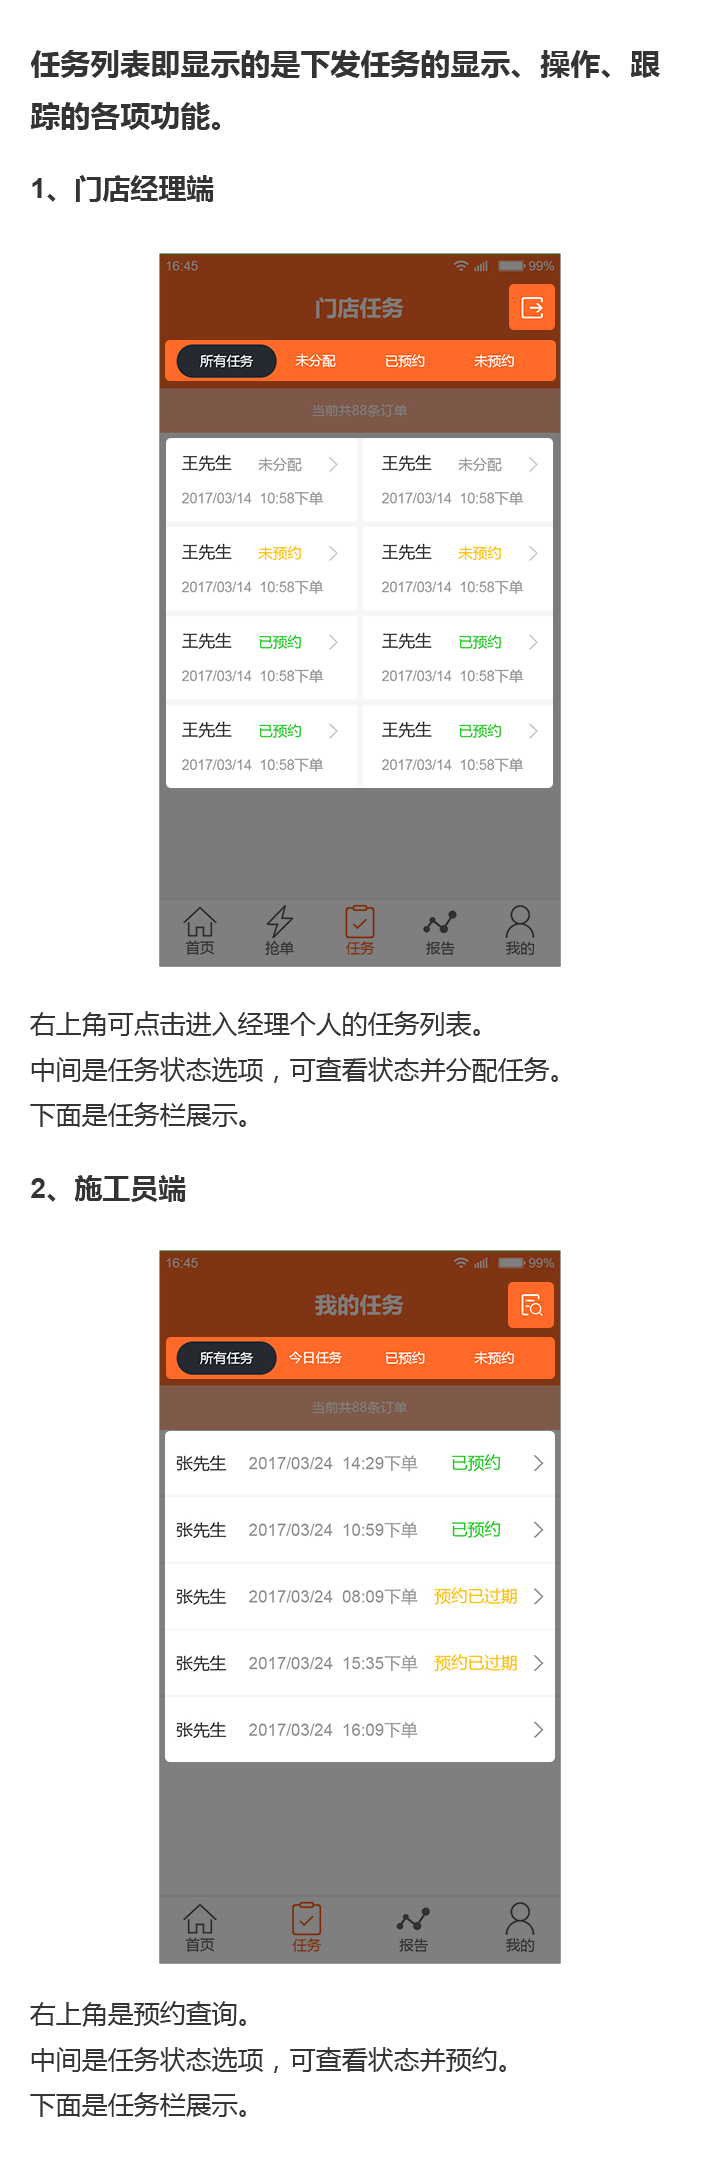 任务列表即显示的是下发任务的显示、操作、跟
踪的各项功能。
1、门店经理端
16:45 99%
门店任务
所有任务 未分配 已预约 未预约
当前共88条订单
王先生 未分配 王先生 未分配
2017/03/14 10:58下单 2017/03/14 10:58下单
王先生 未预约 王先生 未预约
2017/03/14 10:58下单 2017/03/14 10:58下单
王先生 已预约 王先生 已预约
2017/03/14 10:58下单 2017/03/14 10:58下单
王先生 已预约 王先生 已预约
2017/03/14 10:58下单 2017/03/14 10:58下单
首页 抢单 任务 报告 我的
右上角可点击进入经理个人的任务列表。
中间是任务状态选项，可查看状态并分配任务。
下面是任务栏展示。
2、施工员端
16:45 99%
我的任务
所有任务 今日任务 已预约 未预约
当前共88条订单
张先生 2017/03/24 14:29下单 已预约
张先生 2017/03/24 10:59下单 已预约
张先生 2017/03/24 08:09下单 预约已过期
张先生 2017/03/24 15:35下单 预约已过期
张先生 2017/03/24 16:09下单
首页 任务 报告 我的
右上角是预约查询。
中间是任务状态选项，可查看状态并预约。
下面是任务栏展示。